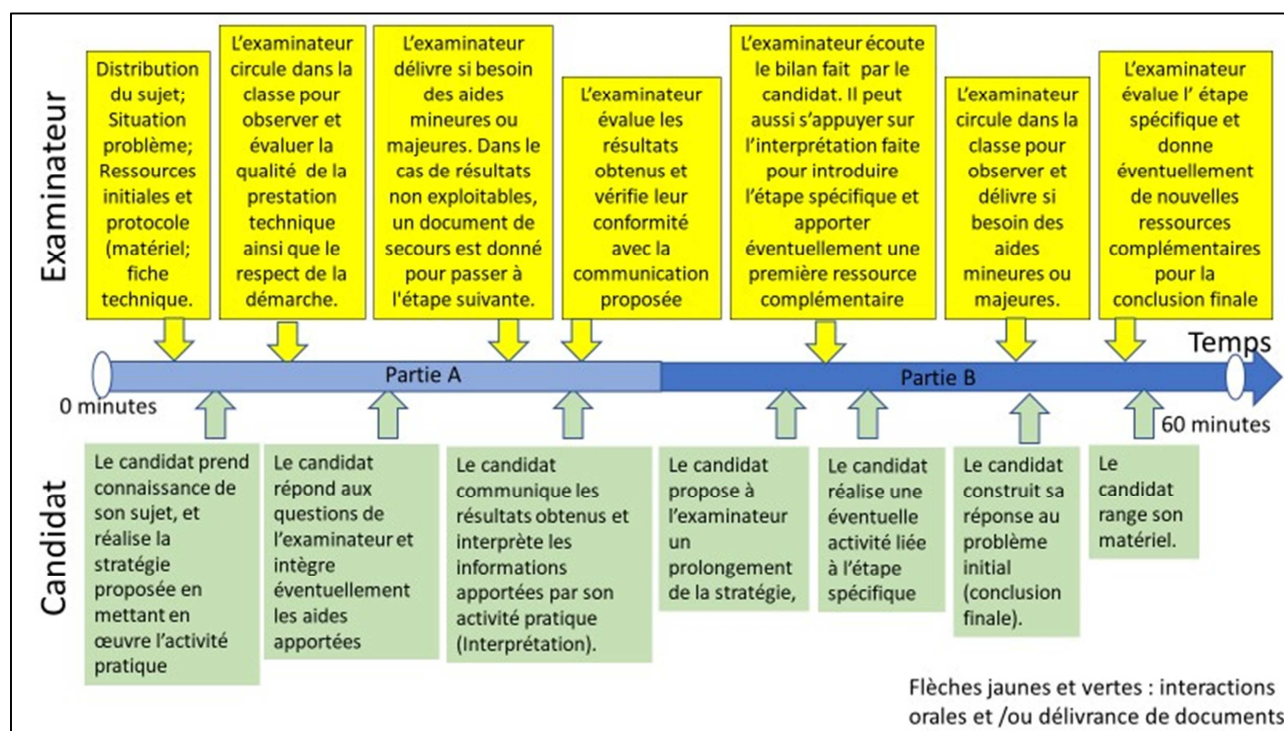 Examinateur
Distribution
du sujet;
Situation
problème;
Ressources
initiales et
protocole
(matériel;
fiche
technique.
L’examinateur
circule dans la
classe pour
observer et
évaluer la
qualité de la
prestation
technique
ainsi que le
respect de la
démarche.
L’examinateur
délivre si besoin
des aides
mineures ou
majeures. Dans le
cas de résultats
non exploitables,
un document de
secours est donné
pour passer à
l'étape suivante.
L’examinateur
évalue les
résultats
obtenus et
vérifie leur
conformité
avec la
communication
proposée
L’examinateur écoute
le bilan fait par le
candidat. Il peut
aussi s’appuyer sur
l’interprétation faite
pour introduire
l’étape spécifique et
apporter
éventuellement une
première ressource
complémentaire
L’examinateur
circule dans la
classe pour
observer et
délivre si
besoin des
aides
mineures ou
majeures.
L’examinateur
évalue l’ étape
spécifique et
donne
éventuellement
de nouvelles
ressources
complémentaires
pour la
conclusion finale
Temps
Partie A
Partie B
0 minutes
60 minutes
Candidat
Le candidat prend
connaissance de
son sujet, et
réalise la
stratégie
proposée en
mettant en
œuvre l’activité
pratique
Le candidat
répond aux
questions de
l’examinateur et
intègre
éventuellement
les aides
apportées
Le candidat
communique les
résultats obtenus et
interprète les
informations
apportées par son
activité pratique
(Interprétation).
Le candidat
propose à
l’examinateur
un
prolongement
de la stratégie,
Le candidat
réalise une
éventuelle
activité liée
à l’étape
spécifique
Le candidat
construit sa
réponse au
problème
initial
(conclusion
finale).
Le
candidat
range son
matériel.
Flèches jaunes et vertes : interactions
orales et /ou délivrance de documents